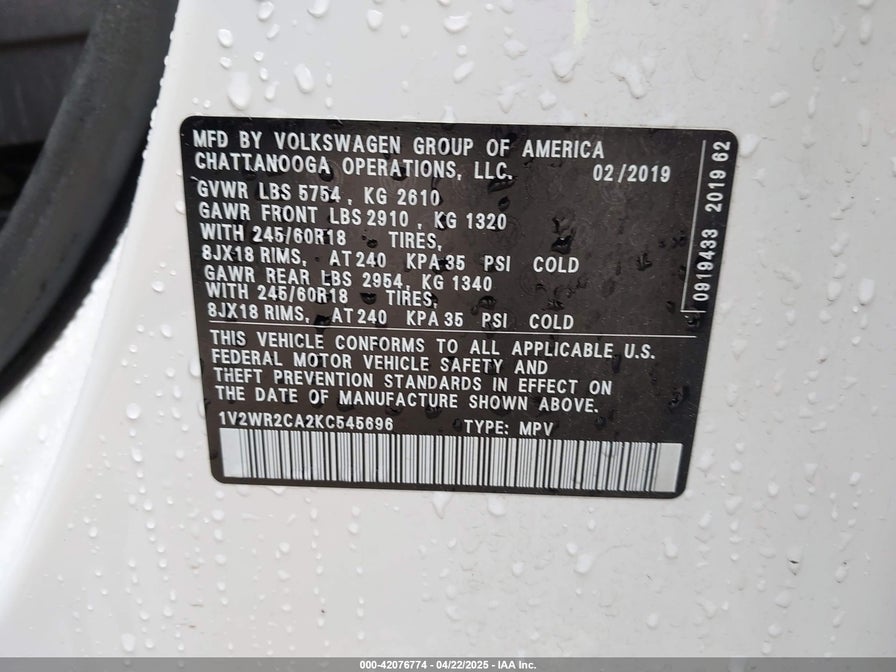 MFD BY VOLKSWAGEN GROUP OF AMERICA
CHATTANOOGA OPERATIONS, LLC. 02/2019
GVWR LBS 5754, KG 2610
GAWR FRONT LBS 2910, KG 1320
WITH 245/60R18 TIRES,
8JX18 RIMS, AT 240 KPA 35 PSI COLD
GAWR REAR LBS 2954, KG 1340
WITH 245/60R18 TIRES,
8JX18 RIMS, AT 240 KPA 35 PSI COLD
THIS VEHICLE CONFORMS TO ALL APPLICABLE U.S.
FEDERAL MOTOR VEHICLE SAFETY AND
THEFT PREVENTION STANDARDS IN EFFECT ON
THE DATE OF MANUFACTURE SHOWN ABOVE.
1V2WR2CA2KC545696 TYPE: MPV
0919433 2019 62
000-42076774 - 04/22/2025 - IAA Inc.